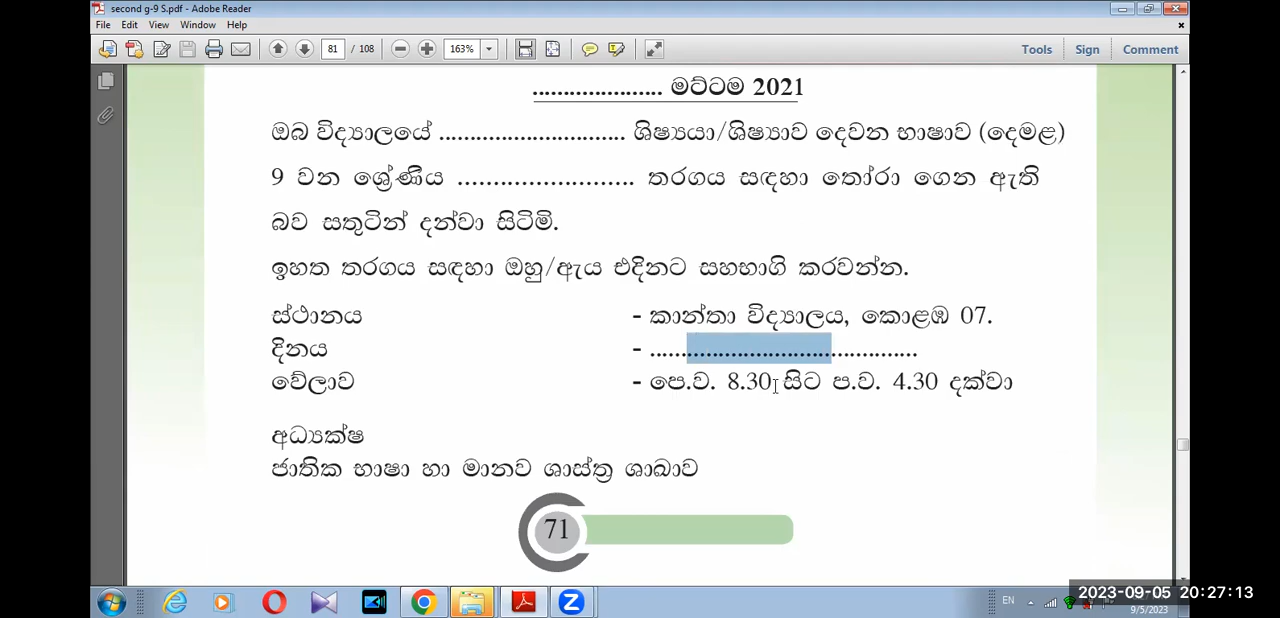 second g-9 S.pdf - Adobe Reader
File Edit View Window Help
81 / 108 163% Tools Sign Comment
..................... මට්ටම 2021
ඔබ විද්‍යාලයේ ............................. ශිෂ්‍යයා/ශිෂ්‍යාව දෙවන භාෂාව (දෙමළ)
9 වන ශ්‍රේණිය ......................... තරගය සඳහා තෝරා ගෙන ඇති
බව සතුටින් දන්වා සිටිමි.
ඉහත තරගය සඳහා ඔහු/ඇය එදිනට සහභාගි කරවන්න.
ස්ථානය - කාන්තා විද්‍යාලය, කොළඹ 07.
දිනය - ...........................................
වේලාව - පෙ.ව. 8.30 සිට ප.ව. 4.30 දක්වා
අධ්‍යක්ෂ
ජාතික භාෂා හා මානව ශාස්ත්‍ර ශාඛාව
71
EN
2023-09-05 20:27:13
9/5/2023